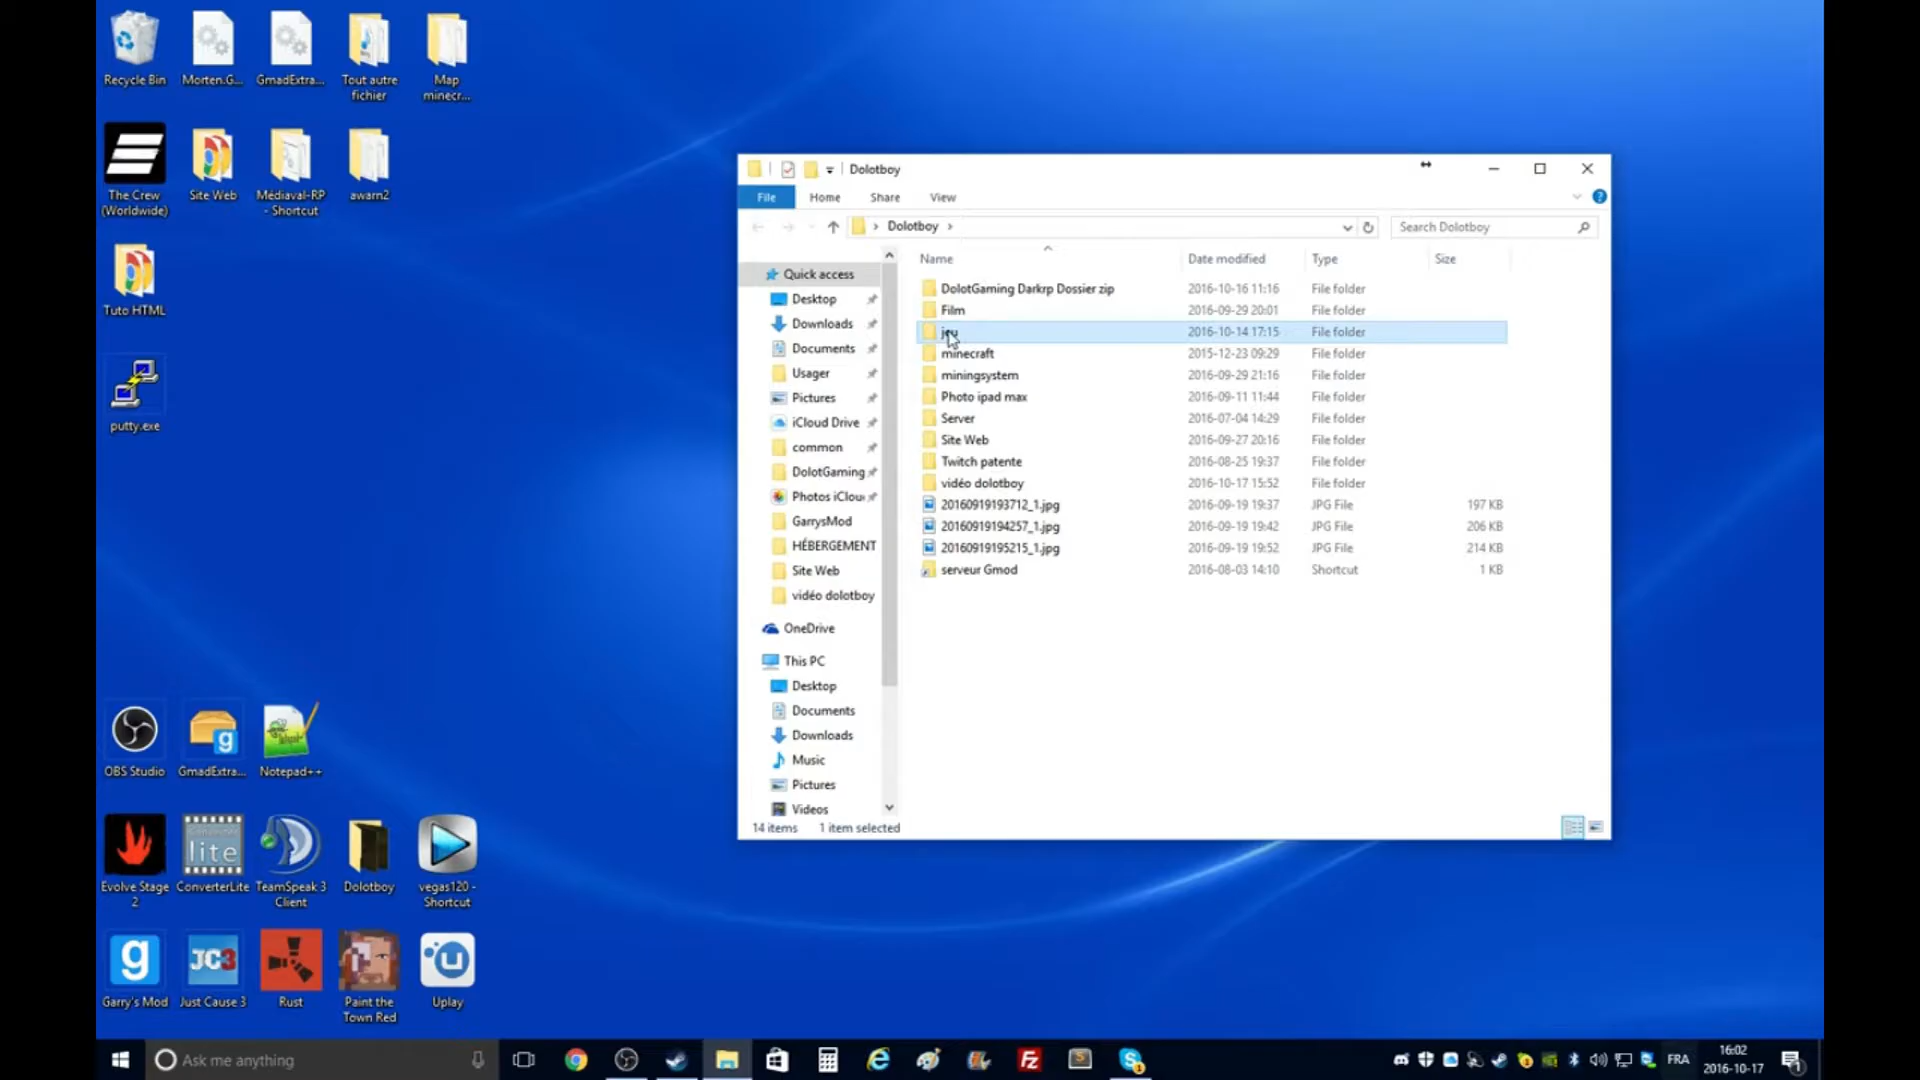 Recycle Bin
Morten.G...
GmadExtra...
Tout autre
fichier
Map
minecr...
The Crew
(Worldwide)
Site Web
Médiaval-RP
- Shortcut
awarn2
Tuto HTML
putty.exe
OBS Studio
GmadExtra...
Notepad++
lite
Evolve Stage
2
ConverterLite
TeamSpeak 3
Client
Dolotboy
vegas120 -
Shortcut
g
JC3
Garry's Mod
Just Cause 3
Rust
Paint the
Town Red
Uplay
Dolotboy
File
Home
Share
View
Dolotboy
Search Dolotboy
Quick access
Desktop
Downloads
Documents
Usager
Pictures
iCloud Drive
common
DolotGaming
Photos iClou
GarrysMod
HÉBERGEMENT
Site Web
vidéo dolotboy
OneDrive
This PC
Desktop
Documents
Downloads
Music
Pictures
Videos
Name Date modified Type Size
DolotGaming Darkrp Dossier zip 2016-10-16 11:16 File folder
Film 2016-09-29 20:01 File folder
jeu 2016-10-14 17:15 File folder
minecraft 2015-12-23 09:29 File folder
miningsystem 2016-09-29 21:16 File folder
Photo ipad max 2016-09-11 11:44 File folder
Server 2016-07-04 14:29 File folder
Site Web 2016-09-27 20:16 File folder
Twitch patente 2016-08-25 19:37 File folder
vidéo dolotboy 2016-10-17 15:52 File folder
20160919193712_1.jpg 2016-09-19 19:37 JPG File 197 KB
20160919194257_1.jpg 2016-09-19 19:42 JPG File 206 KB
20160919195215_1.jpg 2016-09-19 19:52 JPG File 214 KB
serveur Gmod 2016-08-03 14:10 Shortcut 1 KB
14 items 1 item selected
Ask me anything
FRA
16:02
2016-10-17